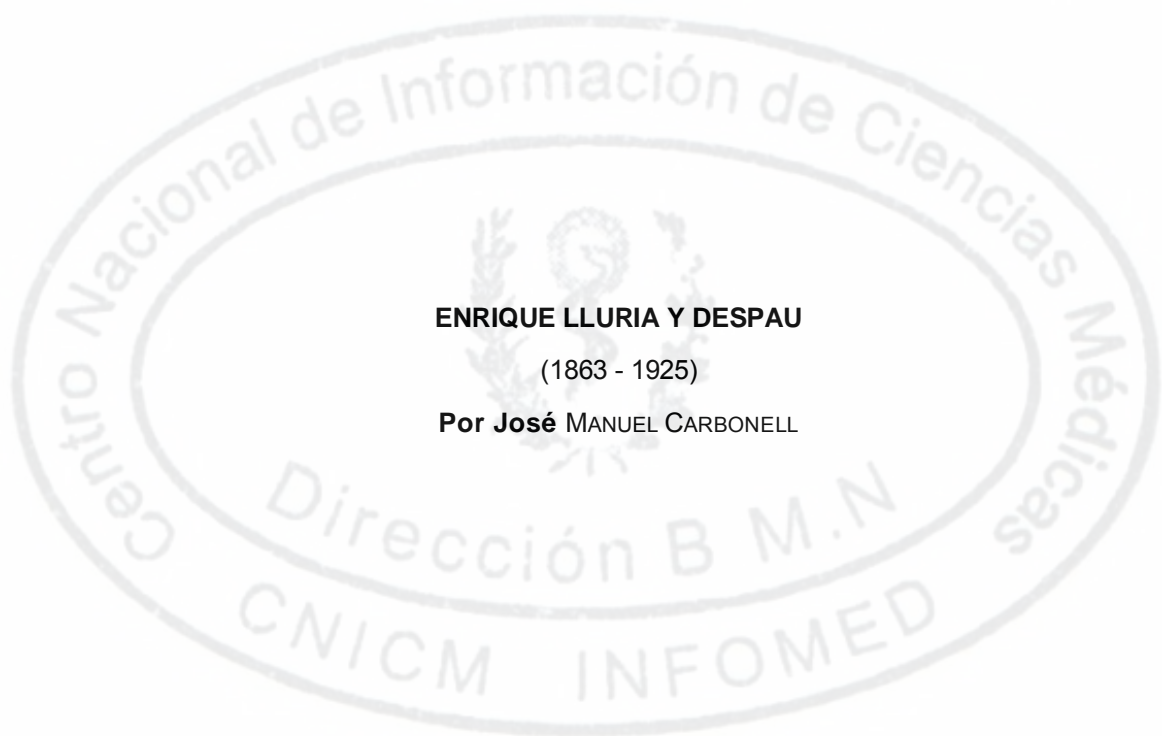 Centro Nacional de Información de Ciencias Médicas
ENRIQUE LLURIA Y DESPAU
(1863 - 1925)
Por José MANUEL CARBONELL
Dirección B M.N
CNICM INFOMED